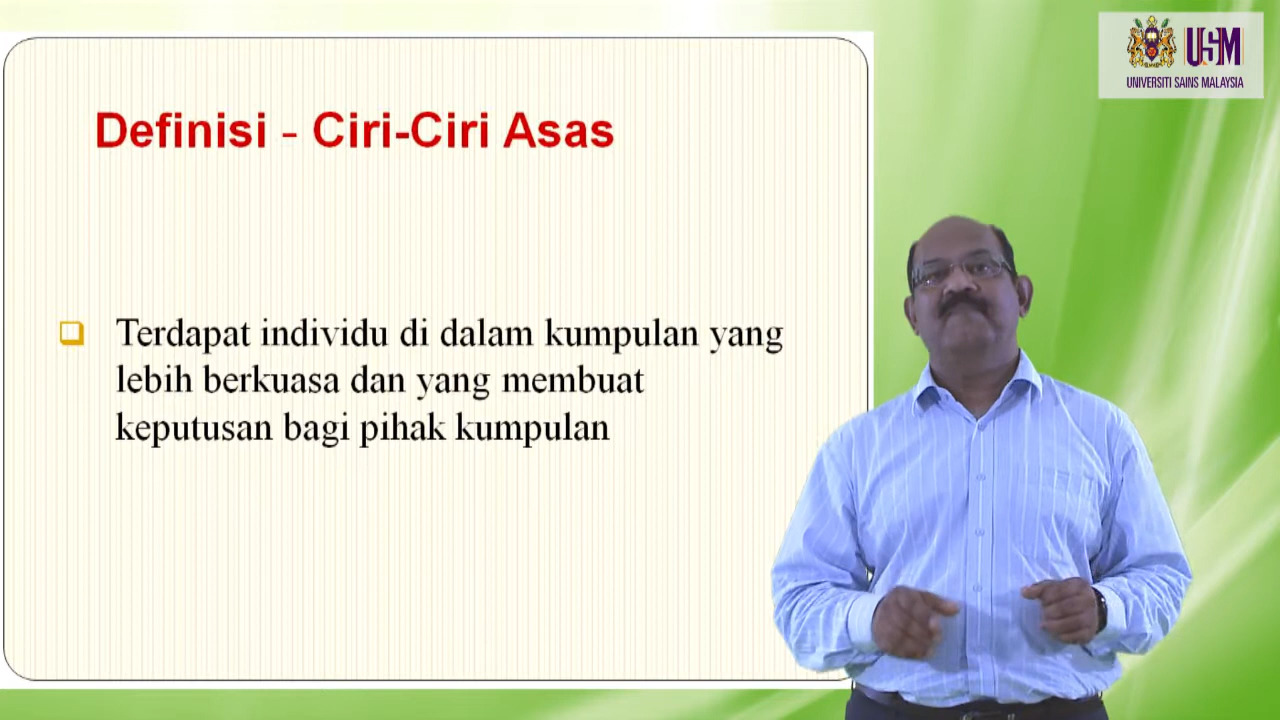 Definisi - Ciri-Ciri Asas
Terdapat individu di dalam kumpulan yang
lebih berkuasa dan yang membuat
keputusan bagi pihak kumpulan
USM
UNIVERSITI SAINS MALAYSIA